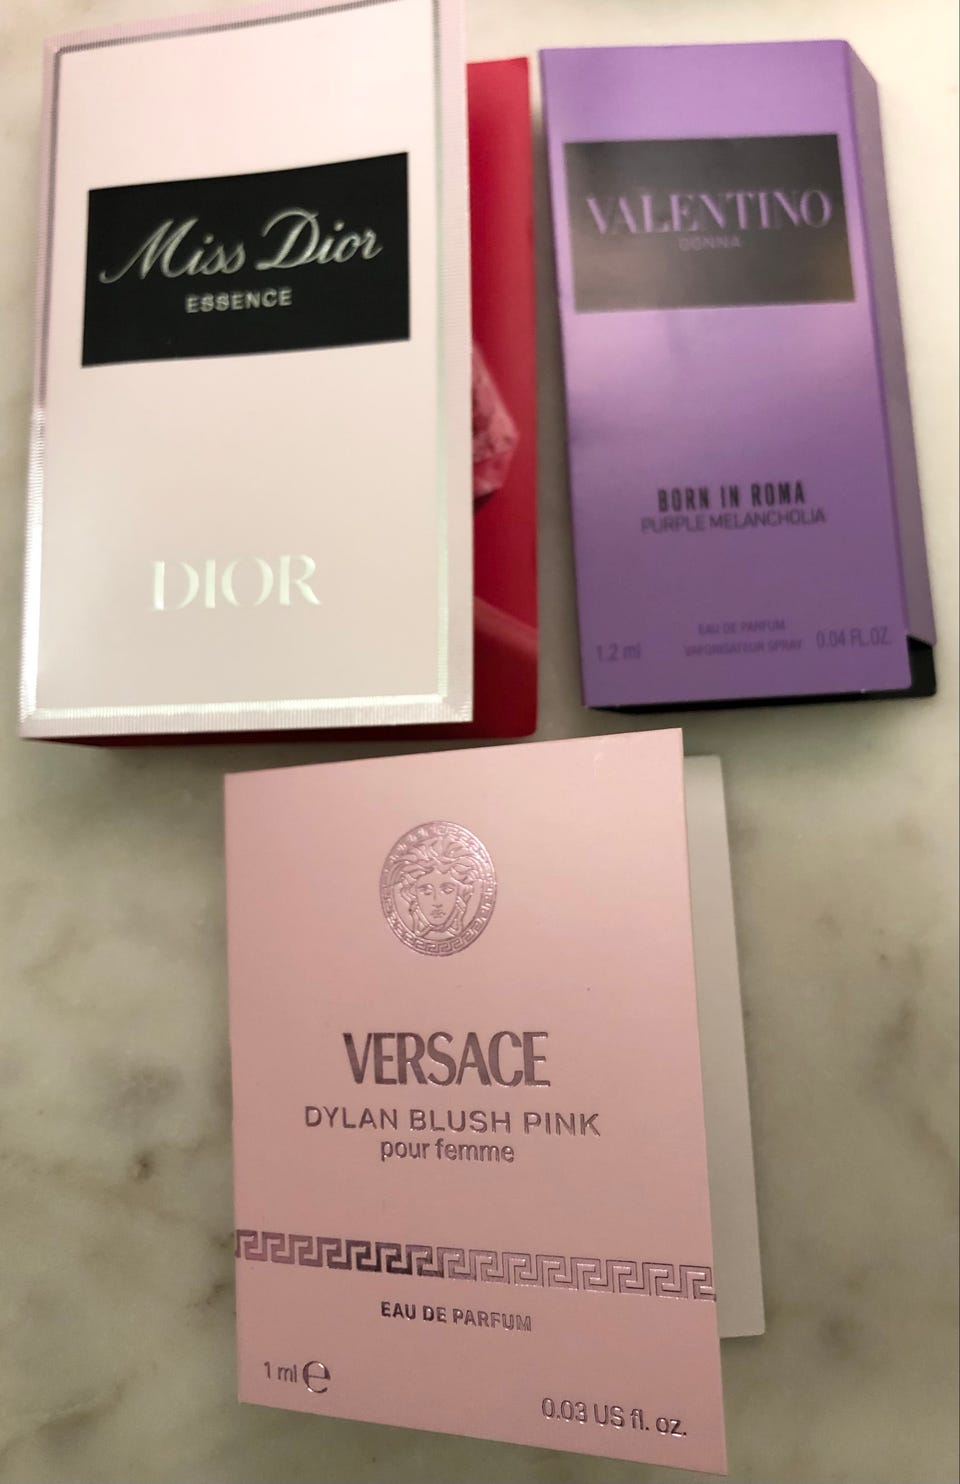 Miss Dior
ESSENCE
DIOR
VALENTINO
DONNA
BORN IN ROMA
PURPLE MELANCHOLIA
EAU DE PARFUM
1.2 ml VAPORISATEUR SPRAY 0.04 FL.OZ.
VERSACE
DYLAN BLUSH PINK
pour femme
EAU DE PARFUM
1 ml ℮
0.03 US fl. oz.